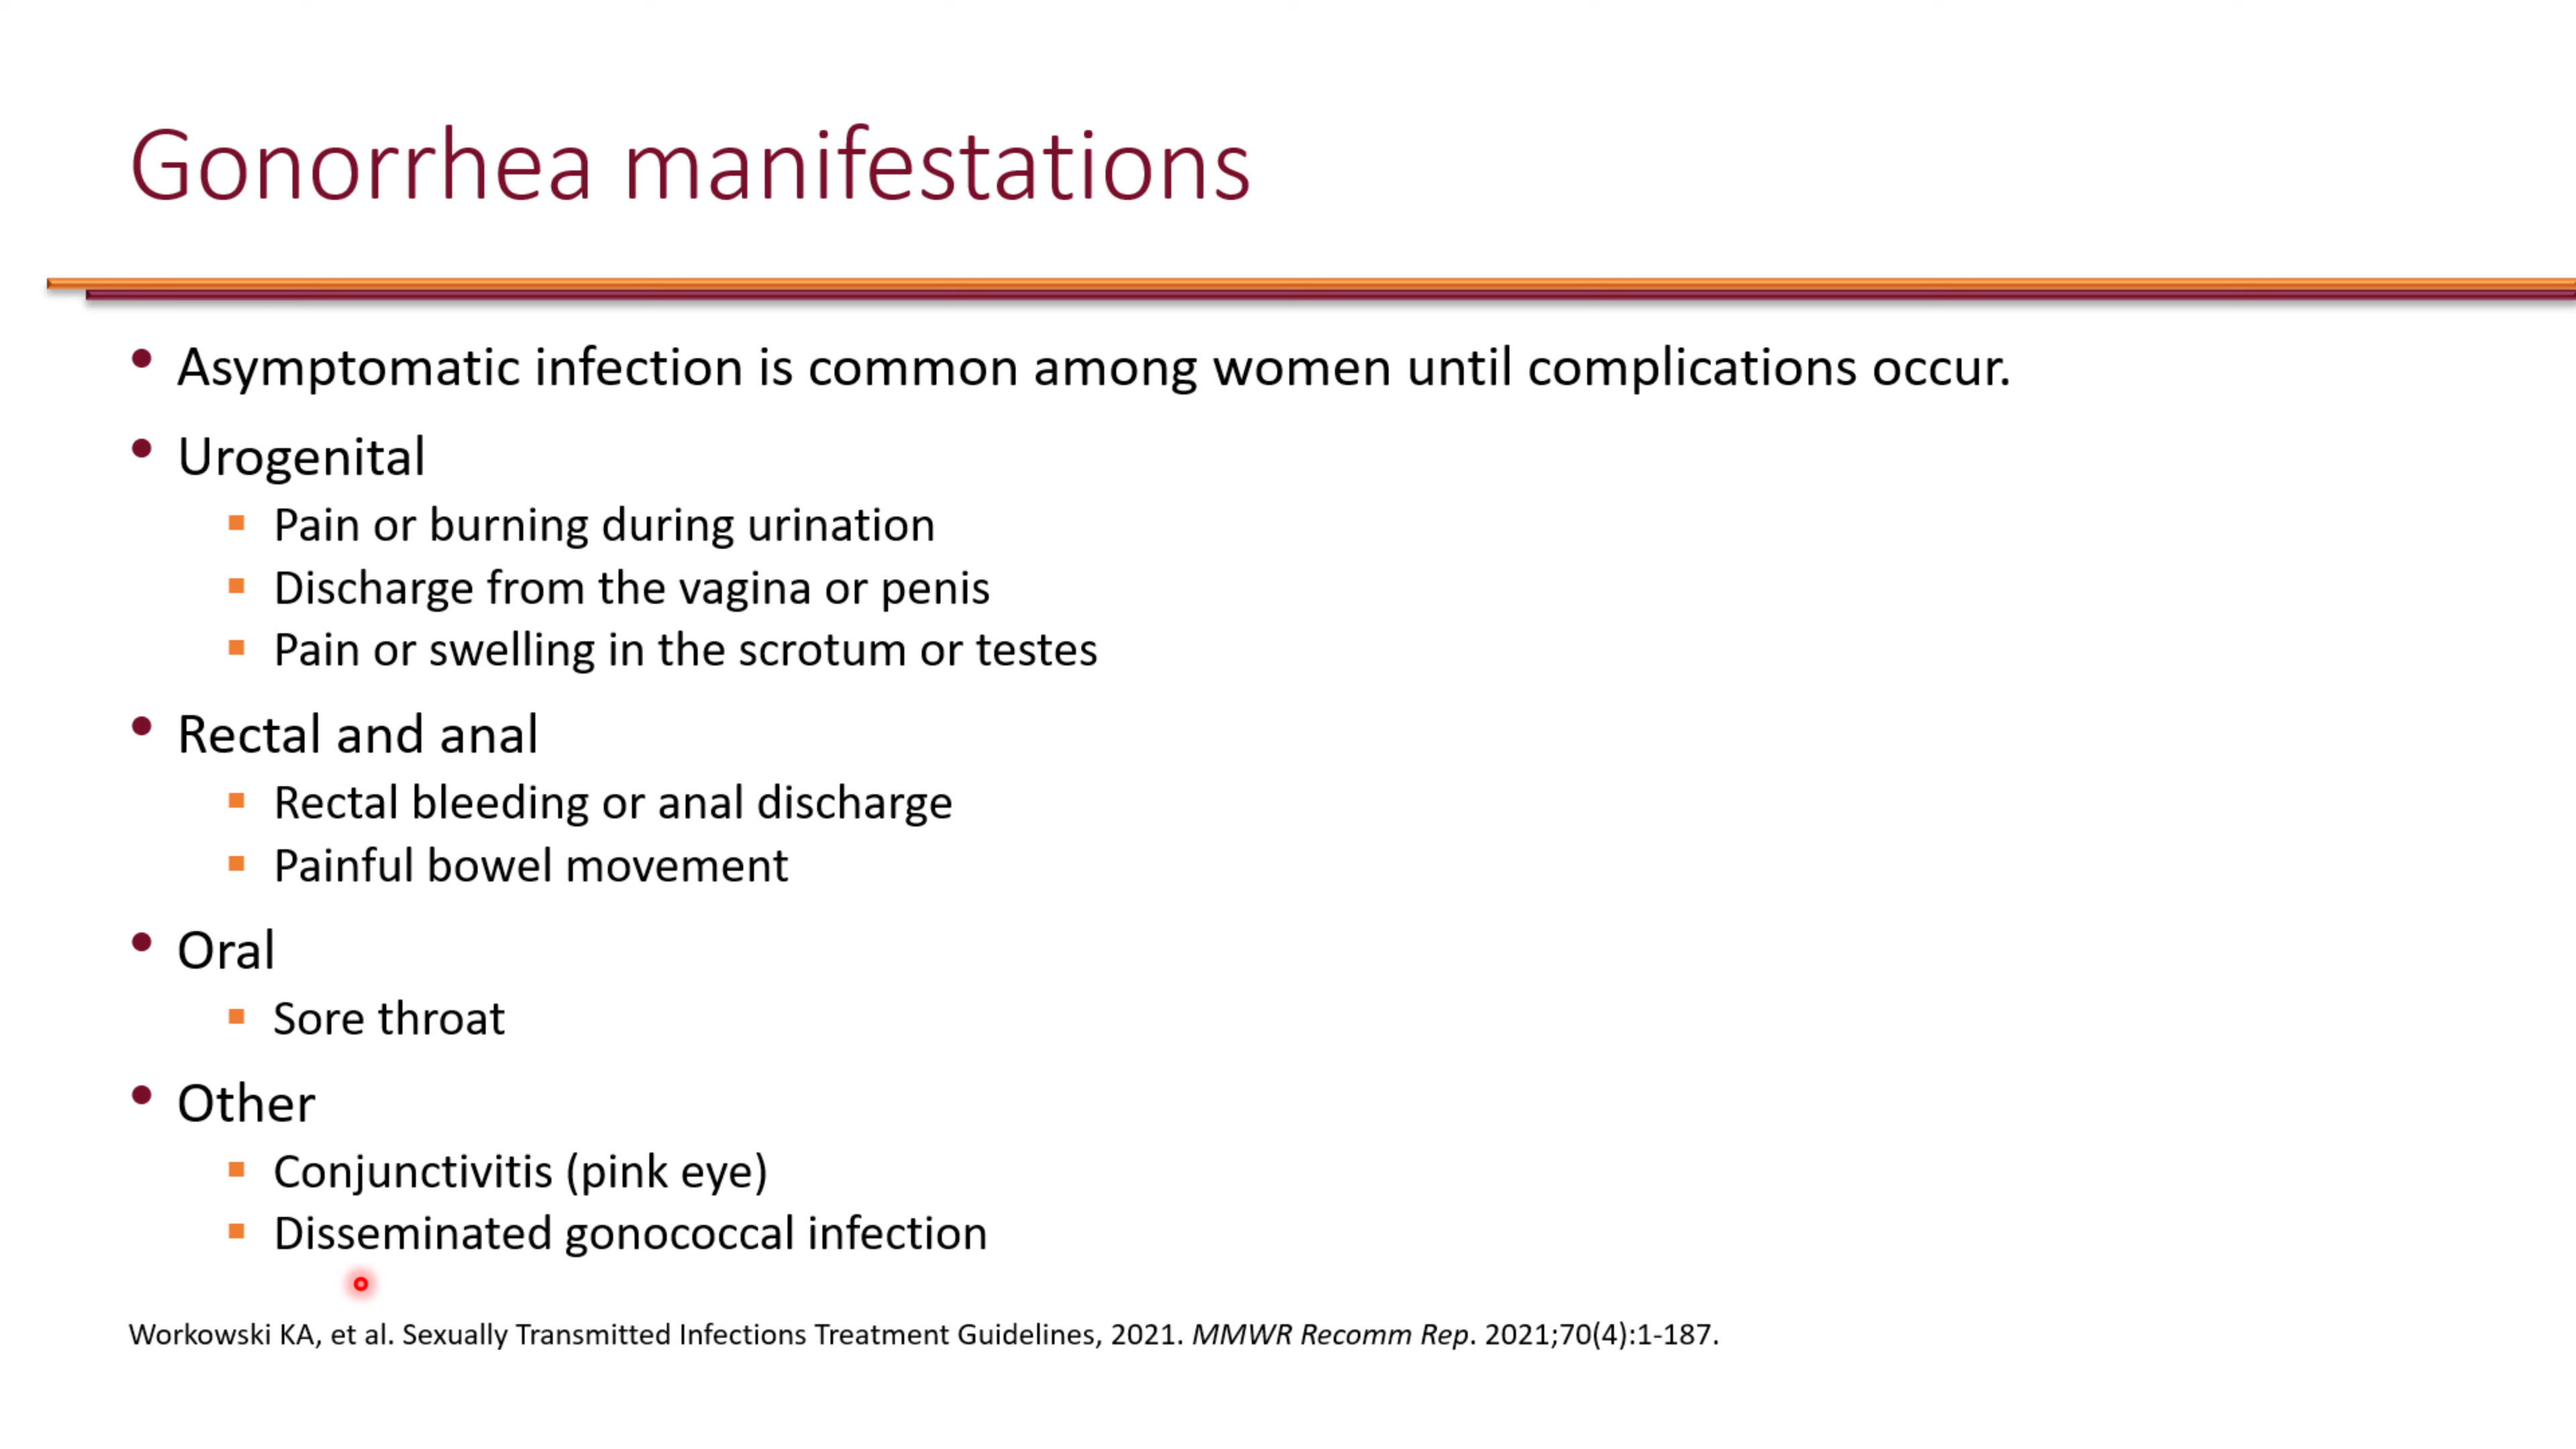 Gonorrhea manifestations
• Asymptomatic infection is common among women until complications occur.
• Urogenital
▪ Pain or burning during urination
▪ Discharge from the vagina or penis
▪ Pain or swelling in the scrotum or testes
• Rectal and anal
▪ Rectal bleeding or anal discharge
▪ Painful bowel movement
• Oral
▪ Sore throat
• Other
▪ Conjunctivitis (pink eye)
▪ Disseminated gonococcal infection
Workowski KA, et al. Sexually Transmitted Infections Treatment Guidelines, 2021. MMWR Recomm Rep. 2021;70(4):1-187.